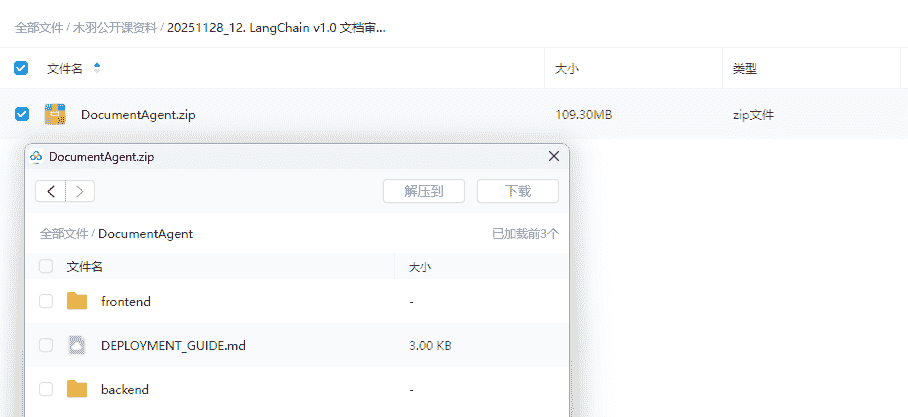 全部文件 / 木羽公开课资料 / 20251128_12. LangChain v1.0 文档审...
文件名 大小 类型
DocumentAgent.zip 109.30MB zip文件
DocumentAgent.zip
解压到 下载
全部文件 / DocumentAgent 已加载前3个
文件名 大小
frontend -
DEPLOYMENT_GUIDE.md 3.00 KB
backend -